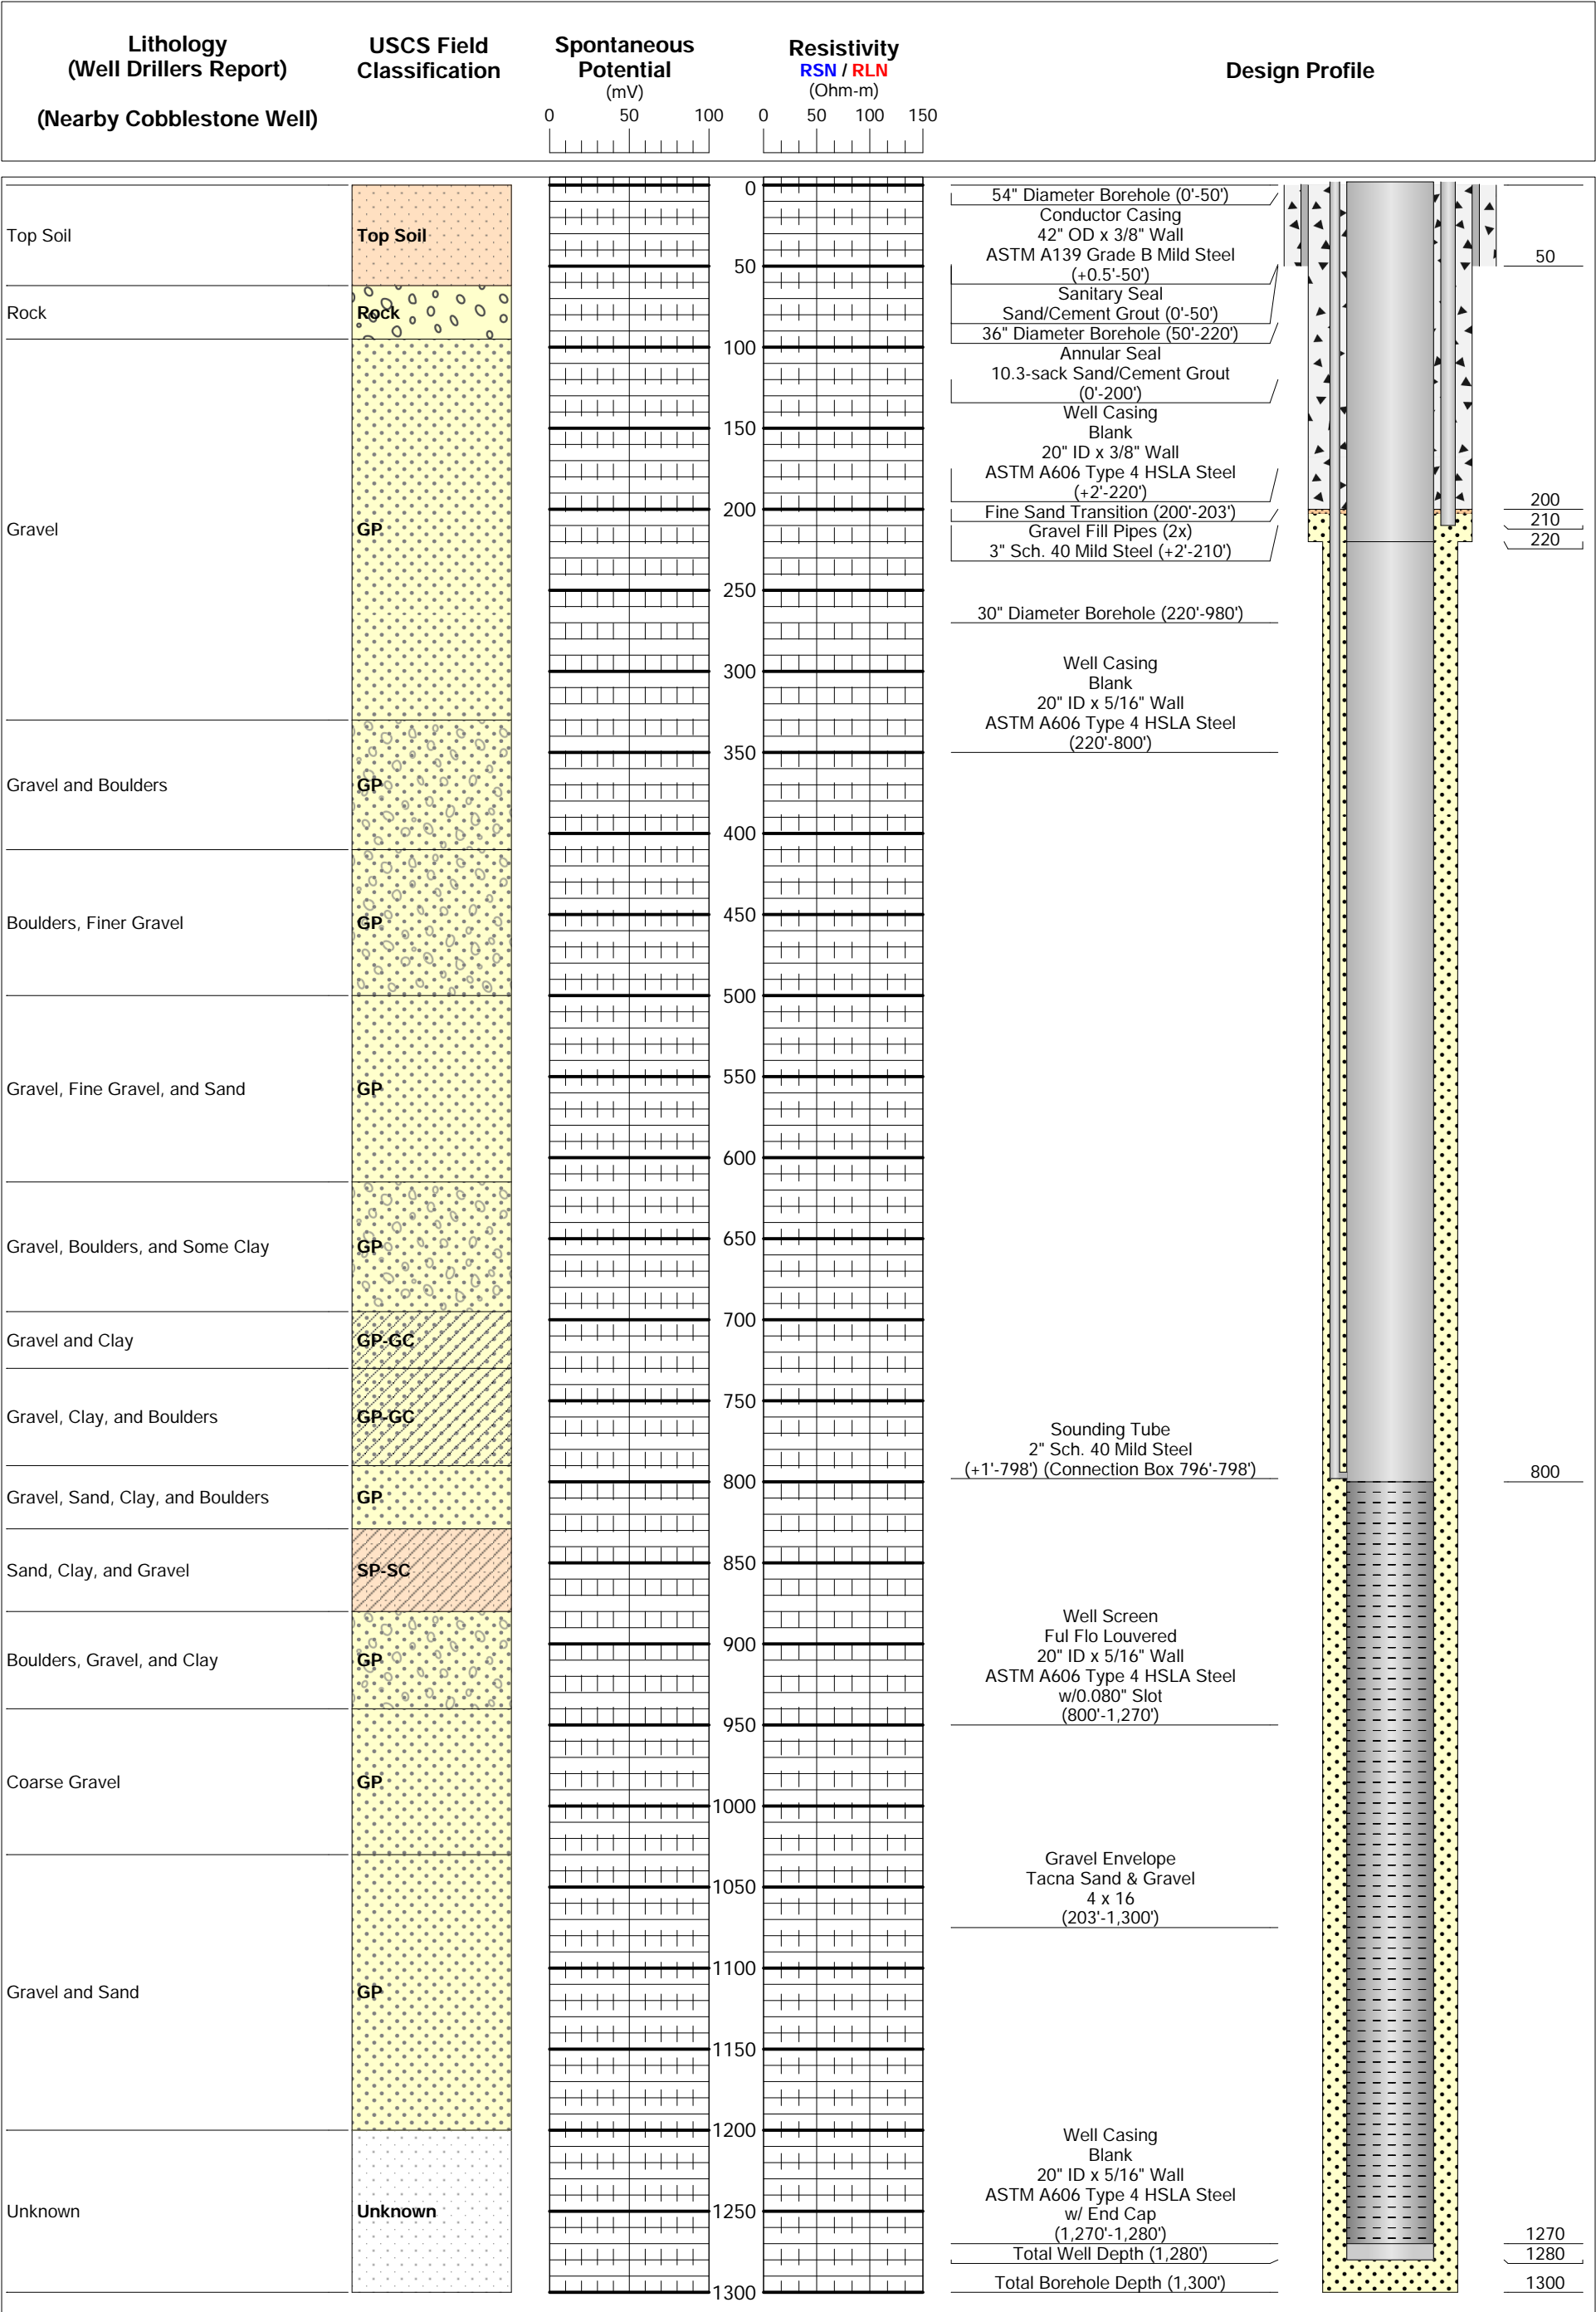 Lithology
(Well Drillers Report)
(Nearby Cobblestone Well)
USCS Field
Classification
Spontaneous
Potential
(mV)
0 50 100
Resistivity
RSN / RLN
(Ohm-m)
0 50 100 150
Design Profile
Top Soil
Rock
Gravel
Gravel and Boulders
Boulders, Finer Gravel
Gravel, Fine Gravel, and Sand
Gravel, Boulders, and Some Clay
Gravel and Clay
Gravel, Clay, and Boulders
Gravel, Sand, Clay, and Boulders
Sand, Clay, and Gravel
Boulders, Gravel, and Clay
Coarse Gravel
Gravel and Sand
Unknown
Top Soil
Rock
GP
GP
GP
GP
GP
GP-GC
GP-GC
GP
SP-SC
GP
GP
GP
Unknown
0
50
100
150
200
250
300
350
400
450
500
550
600
650
700
750
800
850
900
950
1000
1050
1100
1150
1200
1250
1300
54" Diameter Borehole (0'-50')
Conductor Casing
42" OD x 3/8" Wall
ASTM A139 Grade B Mild Steel
(+0.5'-50')
Sanitary Seal
Sand/Cement Grout (0'-50')
36" Diameter Borehole (50'-220')
Annular Seal
10.3-sack Sand/Cement Grout
(0'-200')
Well Casing
Blank
20" ID x 3/8" Wall
ASTM A606 Type 4 HSLA Steel
(+2'-220')
Fine Sand Transition (200'-203')
Gravel Fill Pipes (2x)
3" Sch. 40 Mild Steel (+2'-210')
30" Diameter Borehole (220'-980')
Well Casing
Blank
20" ID x 5/16" Wall
ASTM A606 Type 4 HSLA Steel
(220'-800')
Sounding Tube
2" Sch. 40 Mild Steel
(+1'-798') (Connection Box 796'-798')
Well Screen
Ful Flo Louvered
20" ID x 5/16" Wall
ASTM A606 Type 4 HSLA Steel
w/0.080" Slot
(800'-1,270')
Gravel Envelope
Tacna Sand & Gravel
4 x 16
(203'-1,300')
Well Casing
Blank
20" ID x 5/16" Wall
ASTM A606 Type 4 HSLA Steel
w/ End Cap
(1,270'-1,280')
Total Well Depth (1,280')
Total Borehole Depth (1,300')
50
200
210
220
800
1270
1280
1300